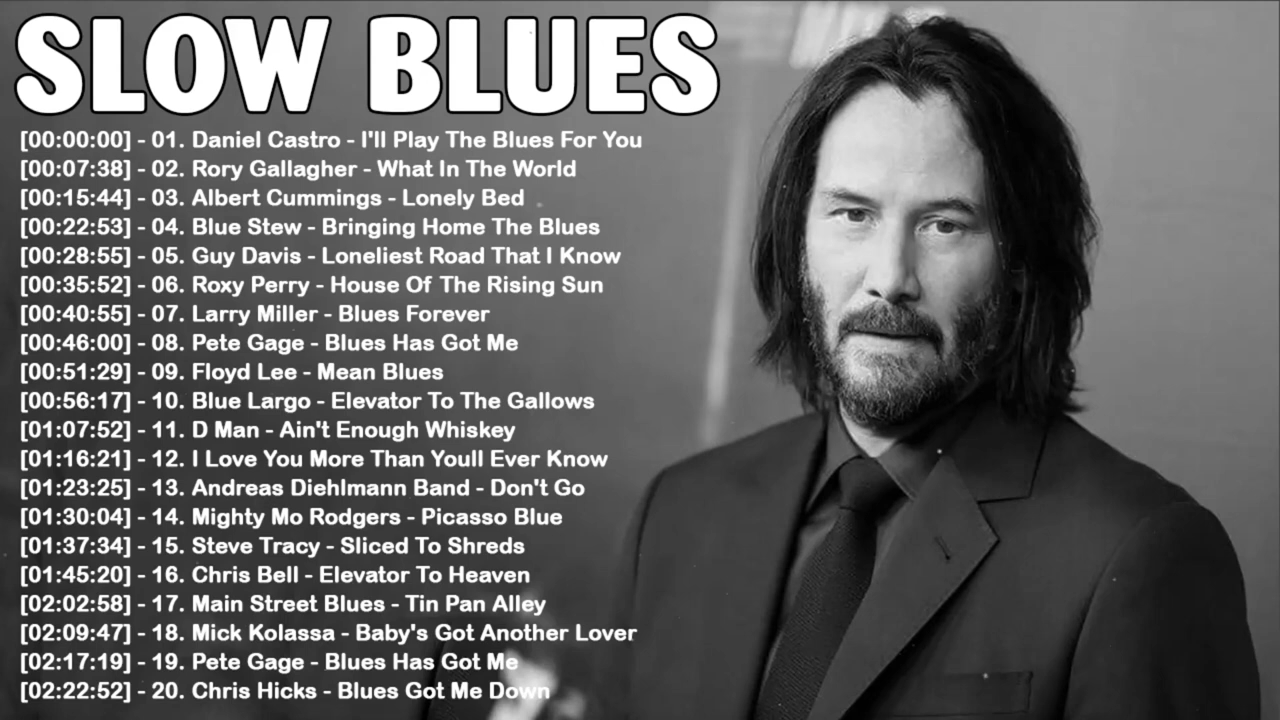 SLOW BLUES
[00:00:00] - 01. Daniel Castro - I'll Play The Blues For You
[00:07:38] - 02. Rory Gallagher - What In The World
[00:15:44] - 03. Albert Cummings - Lonely Bed
[00:22:53] - 04. Blue Stew - Bringing Home The Blues
[00:28:55] - 05. Guy Davis - Loneliest Road That I Know
[00:35:52] - 06. Roxy Perry - House Of The Rising Sun
[00:40:55] - 07. Larry Miller - Blues Forever
[00:46:00] - 08. Pete Gage - Blues Has Got Me
[00:51:29] - 09. Floyd Lee - Mean Blues
[00:56:17] - 10. Blue Largo - Elevator To The Gallows
[01:07:52] - 11. D Man - Ain't Enough Whiskey
[01:16:21] - 12. I Love You More Than Youll Ever Know
[01:23:25] - 13. Andreas Diehlmann Band - Don't Go
[01:30:04] - 14. Mighty Mo Rodgers - Picasso Blue
[01:37:34] - 15. Steve Tracy - Sliced To Shreds
[01:45:20] - 16. Chris Bell - Elevator To Heaven
[02:02:58] - 17. Main Street Blues - Tin Pan Alley
[02:09:47] - 18. Mick Kolassa - Baby's Got Another Lover
[02:17:19] - 19. Pete Gage - Blues Has Got Me
[02:22:52] - 20. Chris Hicks - Blues Got Me Down